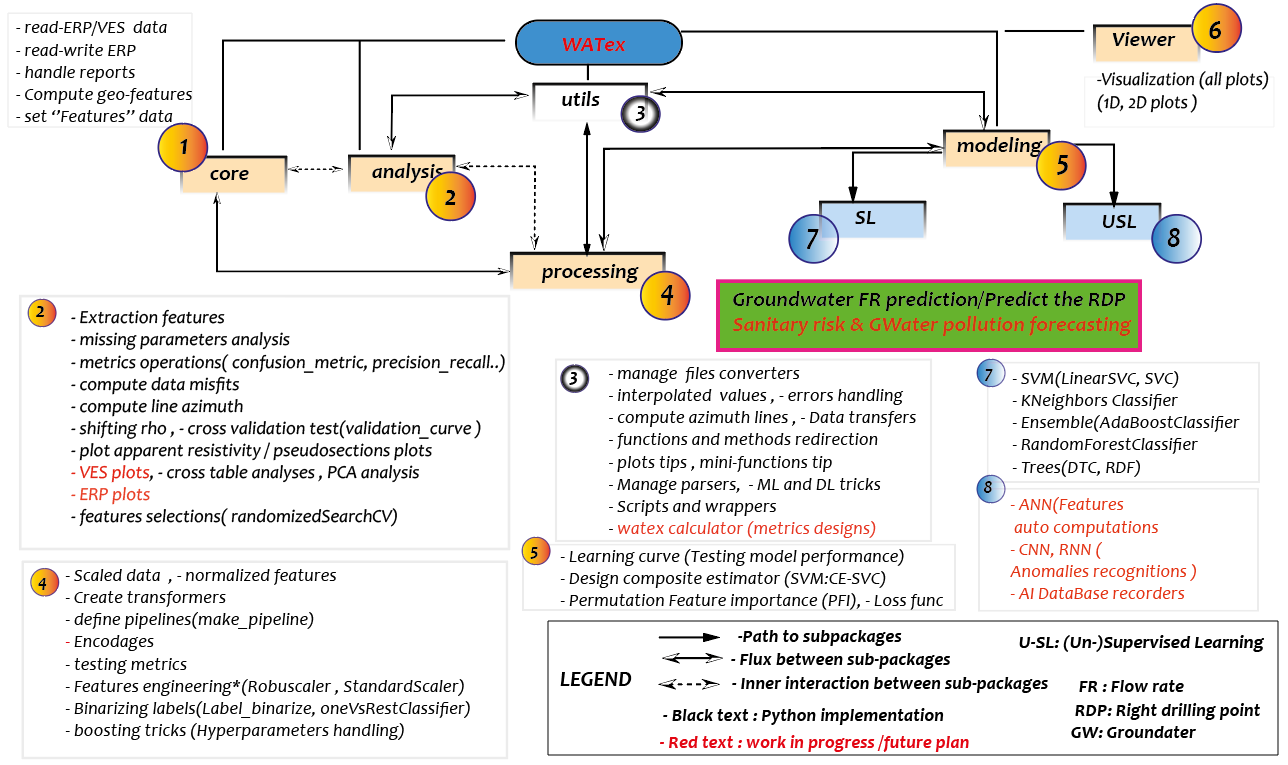 - read-ERP/VES data
- read-write ERP
- handle reports
- Compute geo-features
- set ‘’Features’’ data
WATex
Viewer
6
-Visualization (all plots)
(1D, 2D plots )
utils
3
1
core
analysis
2
modeling
5
SL
7
USL
8
processing
4
Groundwater FR prediction/Predict the RDP
Sanitary risk & GWater pollution forecasting
2
- Extraction features
- missing parameters analysis
- metrics operations( confusion_metric, precision_recall..)
- compute data misfits
- compute line azimuth
- shifting rho , - cross validation test(validation_curve )
- plot apparent resistivity / pseudosections plots
- VES plots, - cross table analyses , PCA analysis
- ERP plots
- features selections( randomizedSearchCV)
3
- manage files converters
- interpolated values , - errors handling
- compute azimuth lines , - Data transfers
- functions and methods redirection
- plots tips , mini-functions tip
- Manage parsers, - ML and DL tricks
- Scripts and wrappers
- watex calculator (metrics designs)
7
- SVM(LinearSVC, SVC)
- KNeighbors Classifier
- Ensemble(AdaBoostClassifier
- RandomForestClassifier
- Trees(DTC, RDF)
8
- ANN(Features
auto computations
- CNN, RNN (
Anomalies recognitions )
- AI DataBase recorders
5
- Learning curve (Testing model performance)
- Design composite estimator (SVM:CE-SVC)
- Permutation Feature importance (PFI), - Loss func
4
- Scaled data , - normalized features
- Create transformers
- define pipelines(make_pipeline)
- Encodages
- testing metrics
- Features engineering*(Robuscaler , StandardScaler)
- Binarizing labels(Label_binarize, oneVsRestClassifier)
- boosting tricks (Hyperparameters handling)
LEGEND
-Path to subpackages
- Flux between sub-packages
- Inner interaction between sub-packages
- Black text : Python implementation
- Red text : work in progress /future plan
U-SL: (Un-)Supervised Learning
FR : Flow rate
RDP: Right drilling point
GW: Groundater